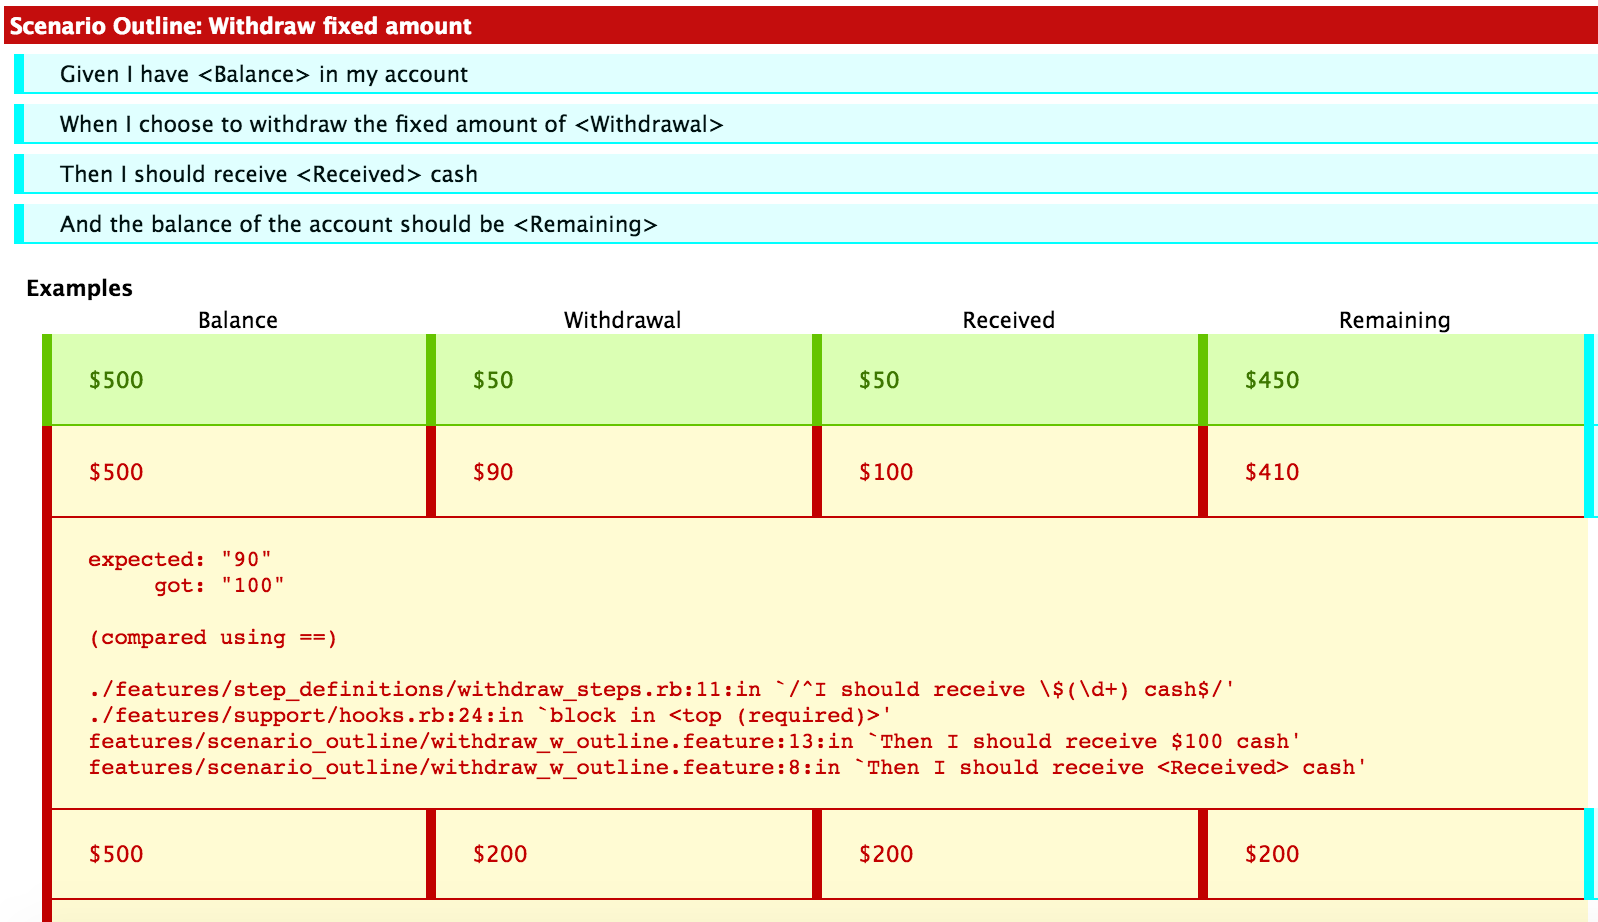 Scenario Outline: Withdraw fixed amount
Given I have <Balance> in my account
When I choose to withdraw the fixed amount of <Withdrawal>
Then I should receive <Received> cash
And the balance of the account should be <Remaining>
Examples
Balance Withdrawal Received Remaining
$500 $50 $50 $450
$500 $90 $100 $410
expected: "90"
got: "100"
(compared using ==)
./features/step_definitions/withdraw_steps.rb:11:in `/^I should receive \$(\d+) cash$/'
./features/support/hooks.rb:24:in `block in <top (required)>'
features/scenario_outline/withdraw_w_outline.feature:13:in `Then I should receive $100 cash'
features/scenario_outline/withdraw_w_outline.feature:8:in `Then I should receive <Received> cash'
$500 $200 $200 $200